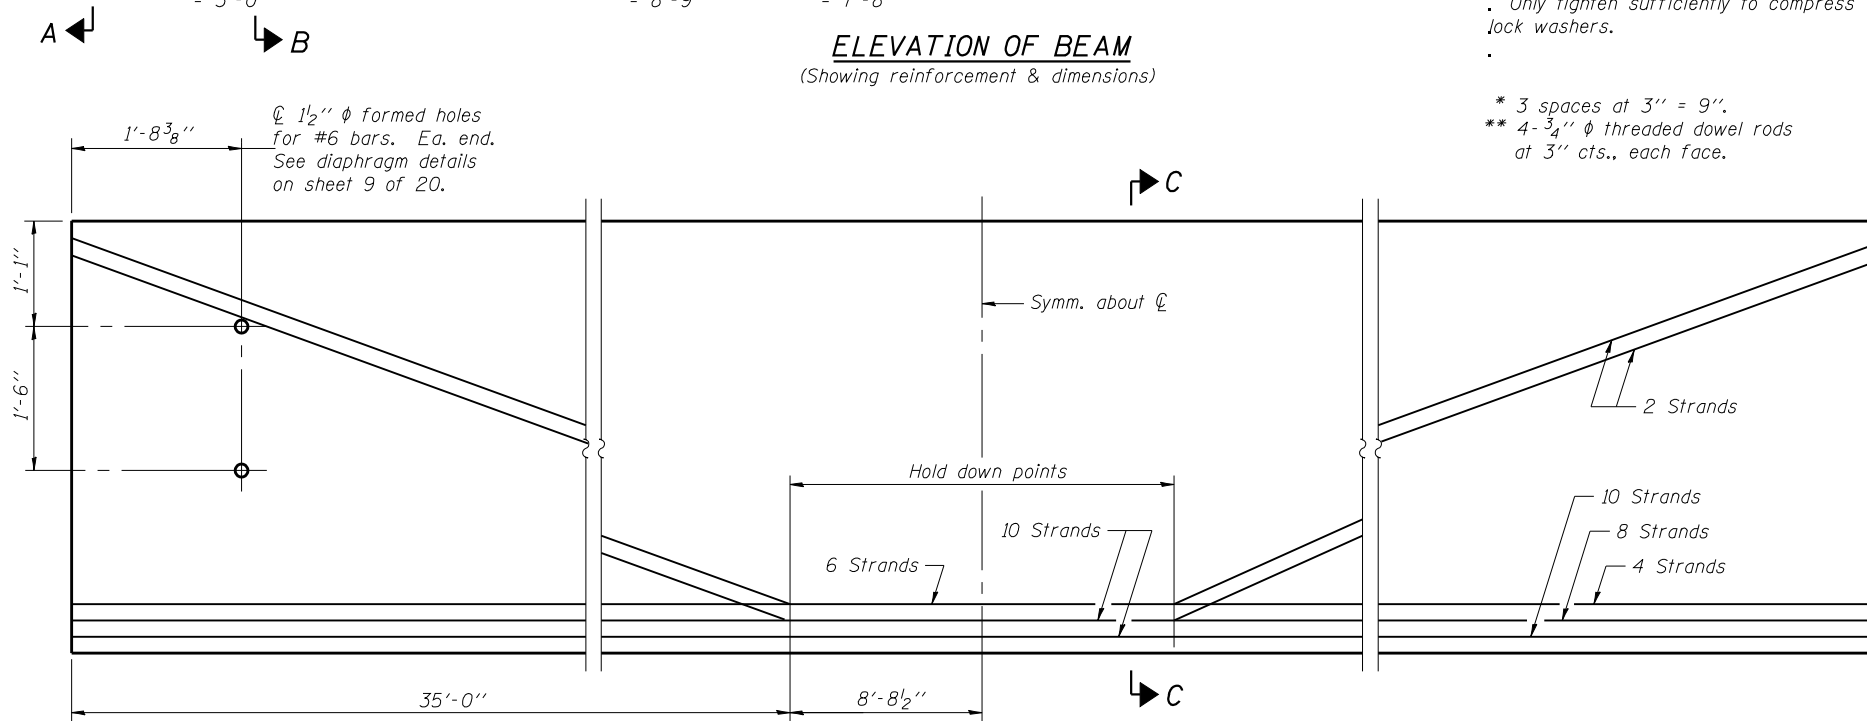 A
B
ELEVATION OF BEAM
(Showing reinforcement & dimensions)
Only tighten sufficiently to compress
lock washers.
* 3 spaces at 3" = 9".
** 4-3/4" φ threaded dowel rods
at 3" cts., each face.
1'-8 3/8"
℄ 1 1/2" φ formed holes
for #6 bars. Ea. end.
See diaphragm details
on sheet 9 of 20.
C
1'-1"
Symm. about ℄
1'-6"
2 Strands
Hold down points
10 Strands
10 Strands
8 Strands
6 Strands
4 Strands
35'-0"
8'-8 1/2"
C